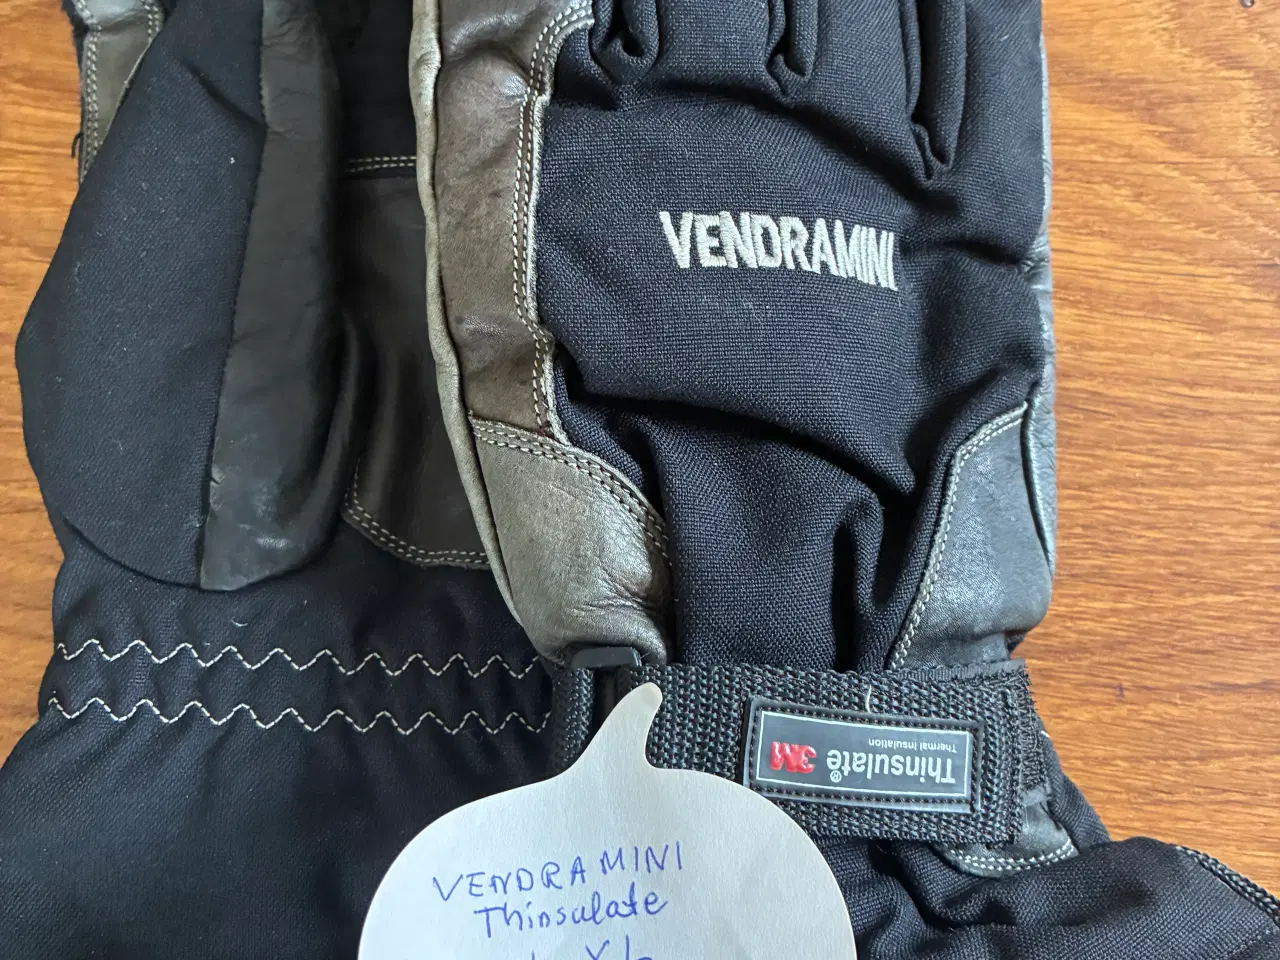 VENDRAMINI
Thinsulate®
Thermal Insulation
3M
VENDRAMINI
Thinsulate